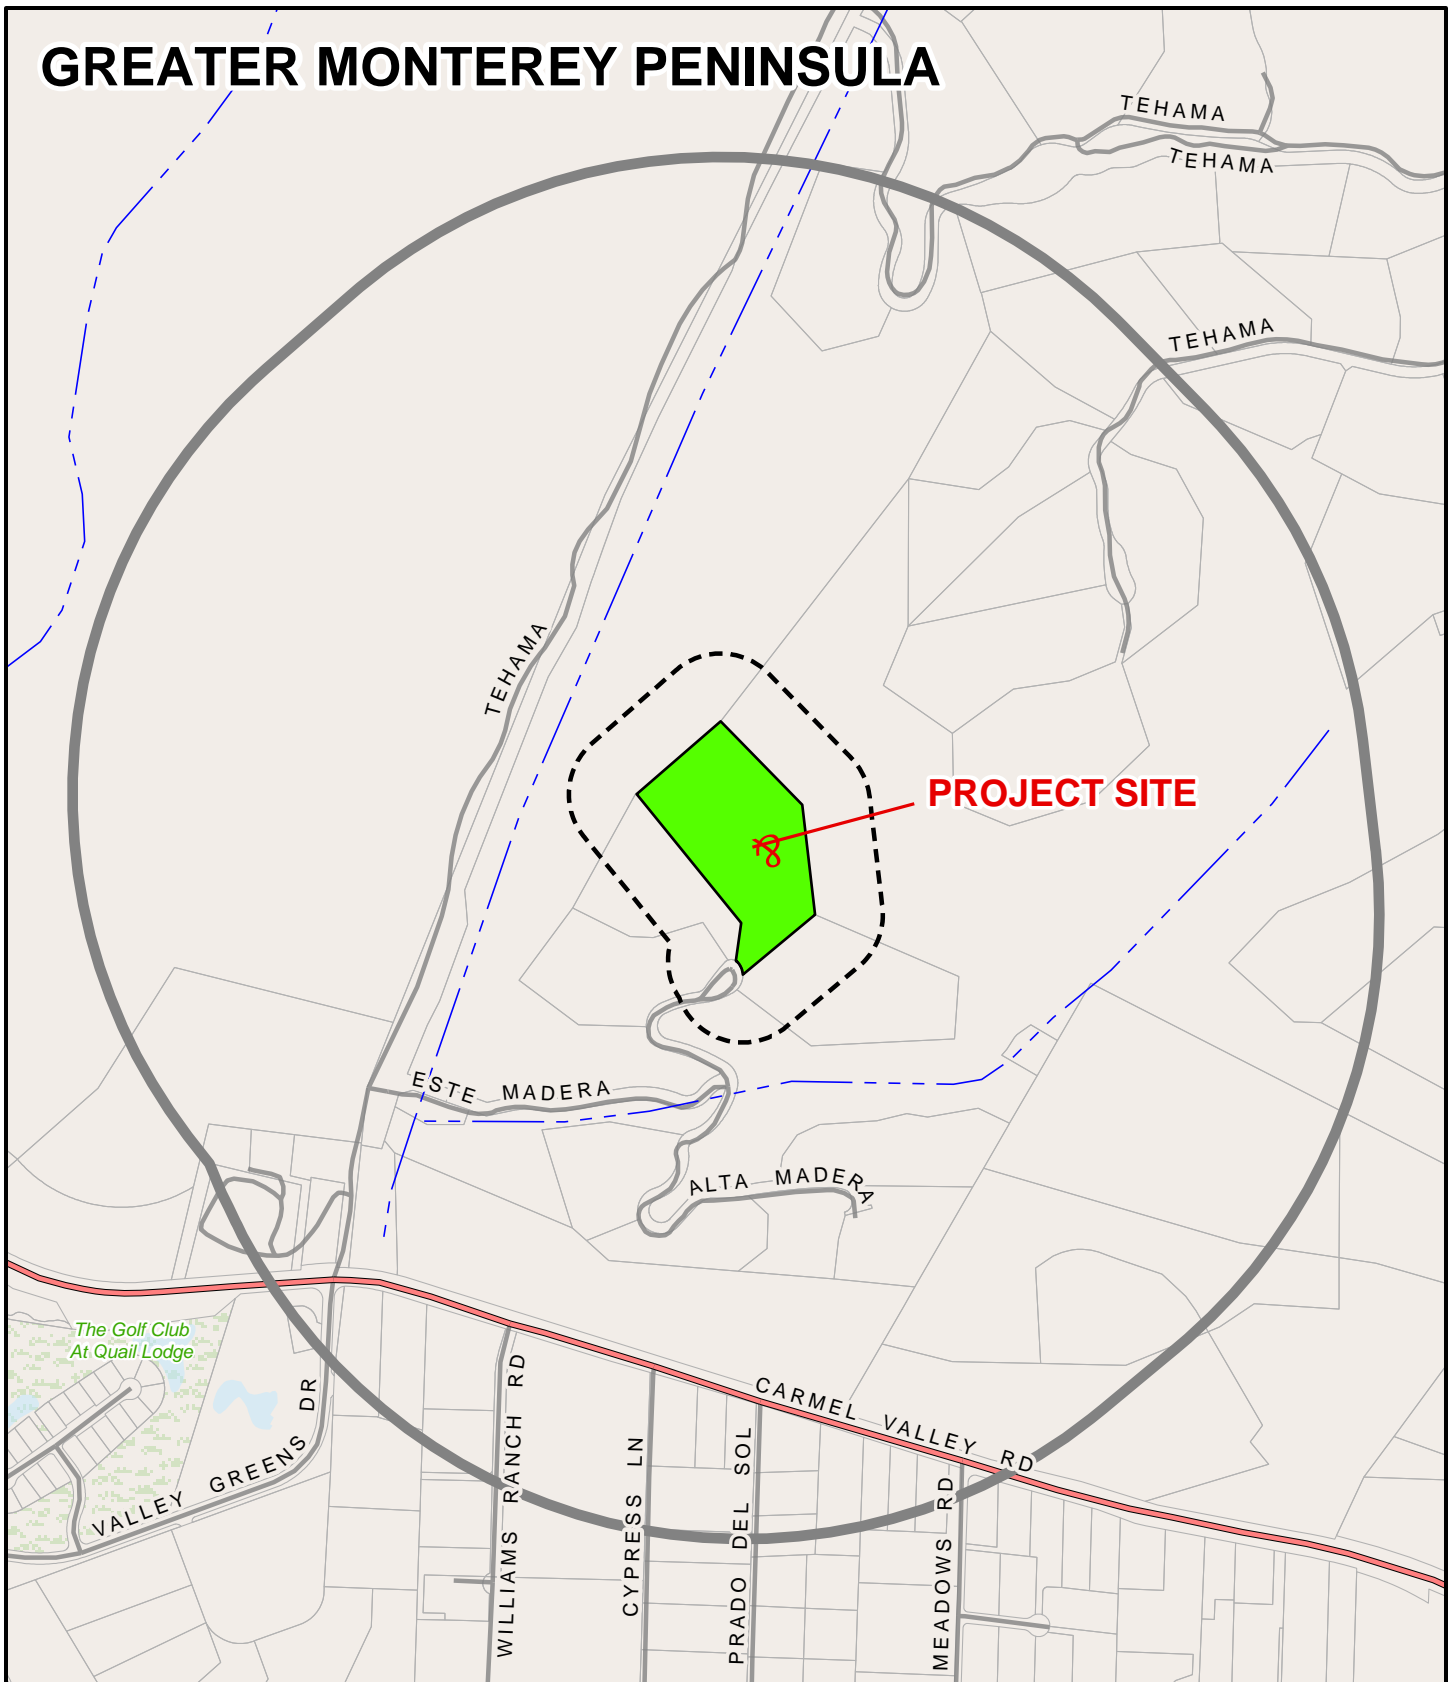 GREATER MONTEREY PENINSULA
TEHAMA
TEHAMA
TEHAMA
TEHAMA
PROJECT SITE
ESTE MADERA
ALTA MADERA
The Golf Club
At Quail Lodge
VALLEY GREENS DR
WILLIAMS RANCH RD
CYPRESS LN
PRADO DEL SOL
CARMEL VALLEY RD
MEADOWS RD